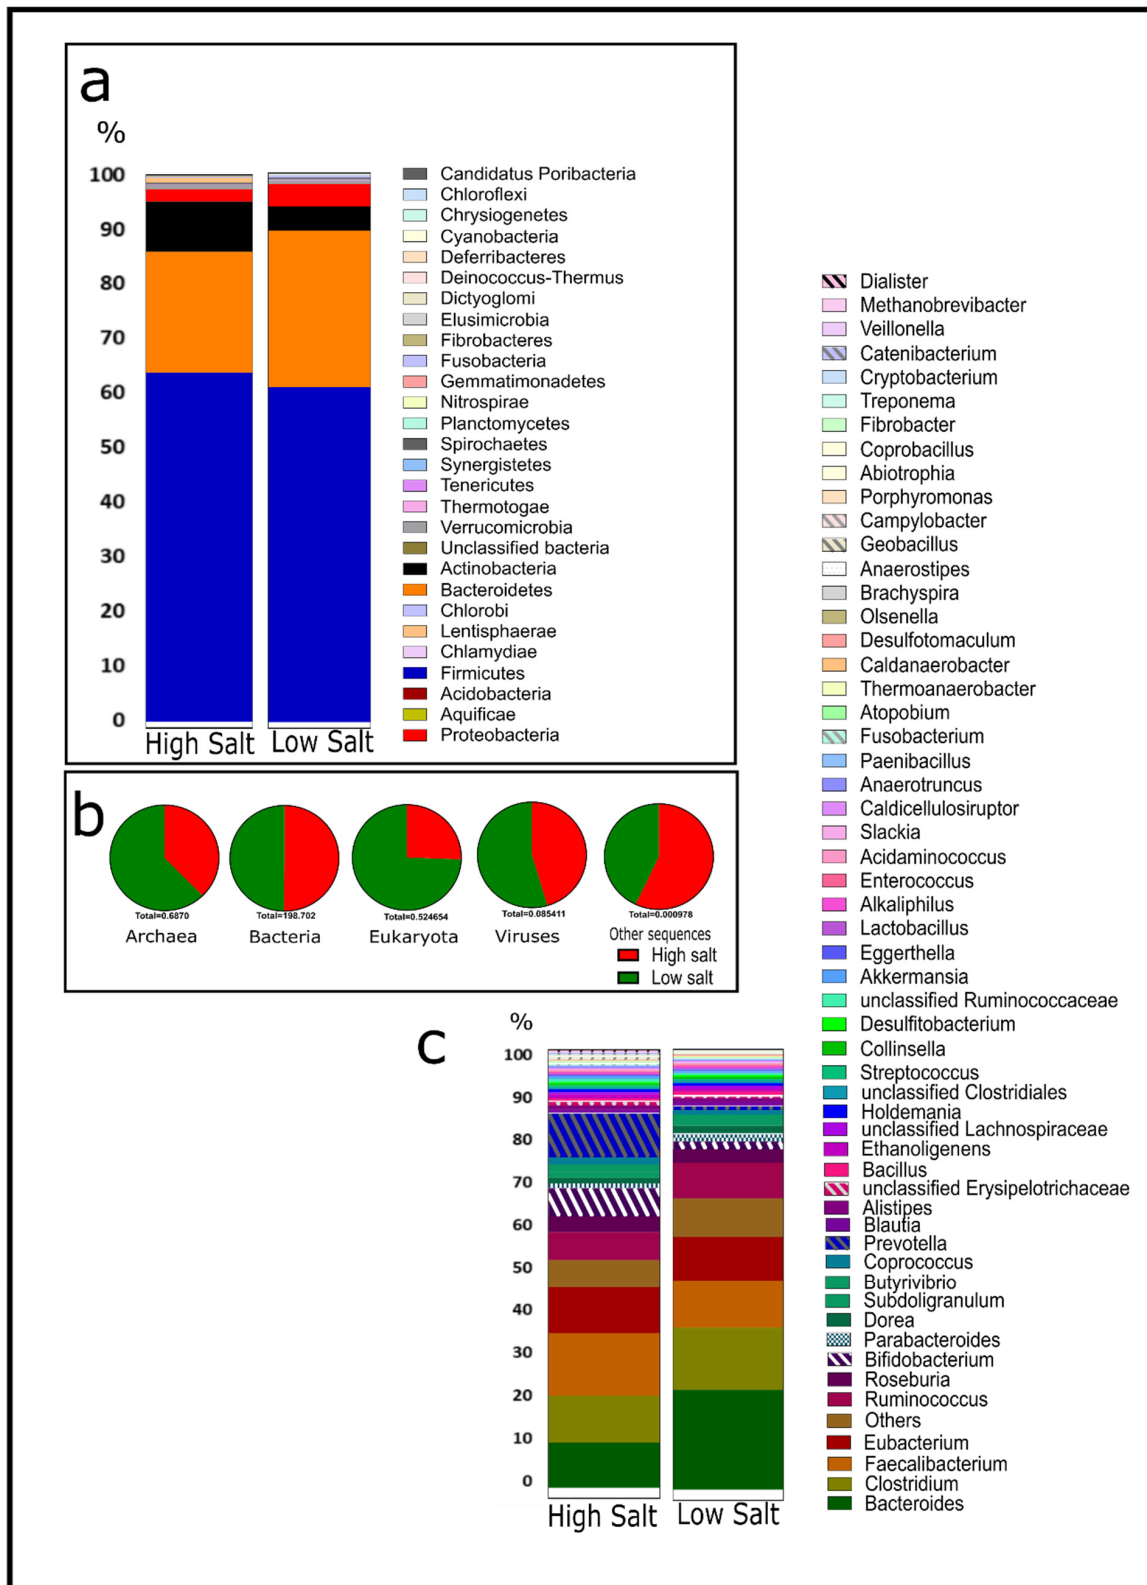 a
%
100
90
80
70
60
50
40
30
20
10
0
High Salt
Low Salt
Candidatus Poribacteria
Chloroflexi
Chrysiogenetes
Cyanobacteria
Deferribacteres
Deinococcus-Thermus
Dictyoglomi
Elusimicrobia
Fibrobacteres
Fusobacteria
Gemmatimonadetes
Nitrospirae
Planctomycetes
Spirochaetes
Synergistetes
Tenericutes
Thermotogae
Verrucomicrobia
Unclassified bacteria
Actinobacteria
Bacteroidetes
Chlorobi
Lentisphaerae
Chlamydiae
Firmicutes
Acidobacteria
Aquificae
Proteobacteria
b
Total=0.6870
Archaea
Total=198.702
Bacteria
Total=0.524654
Eukaryota
Total=0.085411
Viruses
Total=0.000978
Other sequences
High salt
Low salt
c
%
100
90
80
70
60
50
40
30
20
10
0
High Salt
Low Salt
Dialister
Methanobrevibacter
Veillonella
Catenibacterium
Cryptobacterium
Treponema
Fibrobacter
Coprobacillus
Abiotrophia
Porphyromonas
Campylobacter
Geobacillus
Anaerostipes
Brachyspira
Olsenella
Desulfotomaculum
Caldanaerobacter
Thermoanaerobacter
Atopobium
Fusobacterium
Paenibacillus
Anaerotruncus
Caldicellulosiruptor
Slackia
Acidaminococcus
Enterococcus
Alkaliphilus
Lactobacillus
Eggerthella
Akkermansia
unclassified Ruminococcaceae
Desulfitobacterium
Collinsella
Streptococcus
unclassified Clostridiales
Holdemania
unclassified Lachnospiraceae
Ethanoligenens
Bacillus
unclassified Erysipelotrichaceae
Alistipes
Blautia
Prevotella
Coprococcus
Butyrivibrio
Subdoligranulum
Dorea
Parabacteroides
Bifidobacterium
Roseburia
Ruminococcus
Others
Eubacterium
Faecalibacterium
Clostridium
Bacteroides